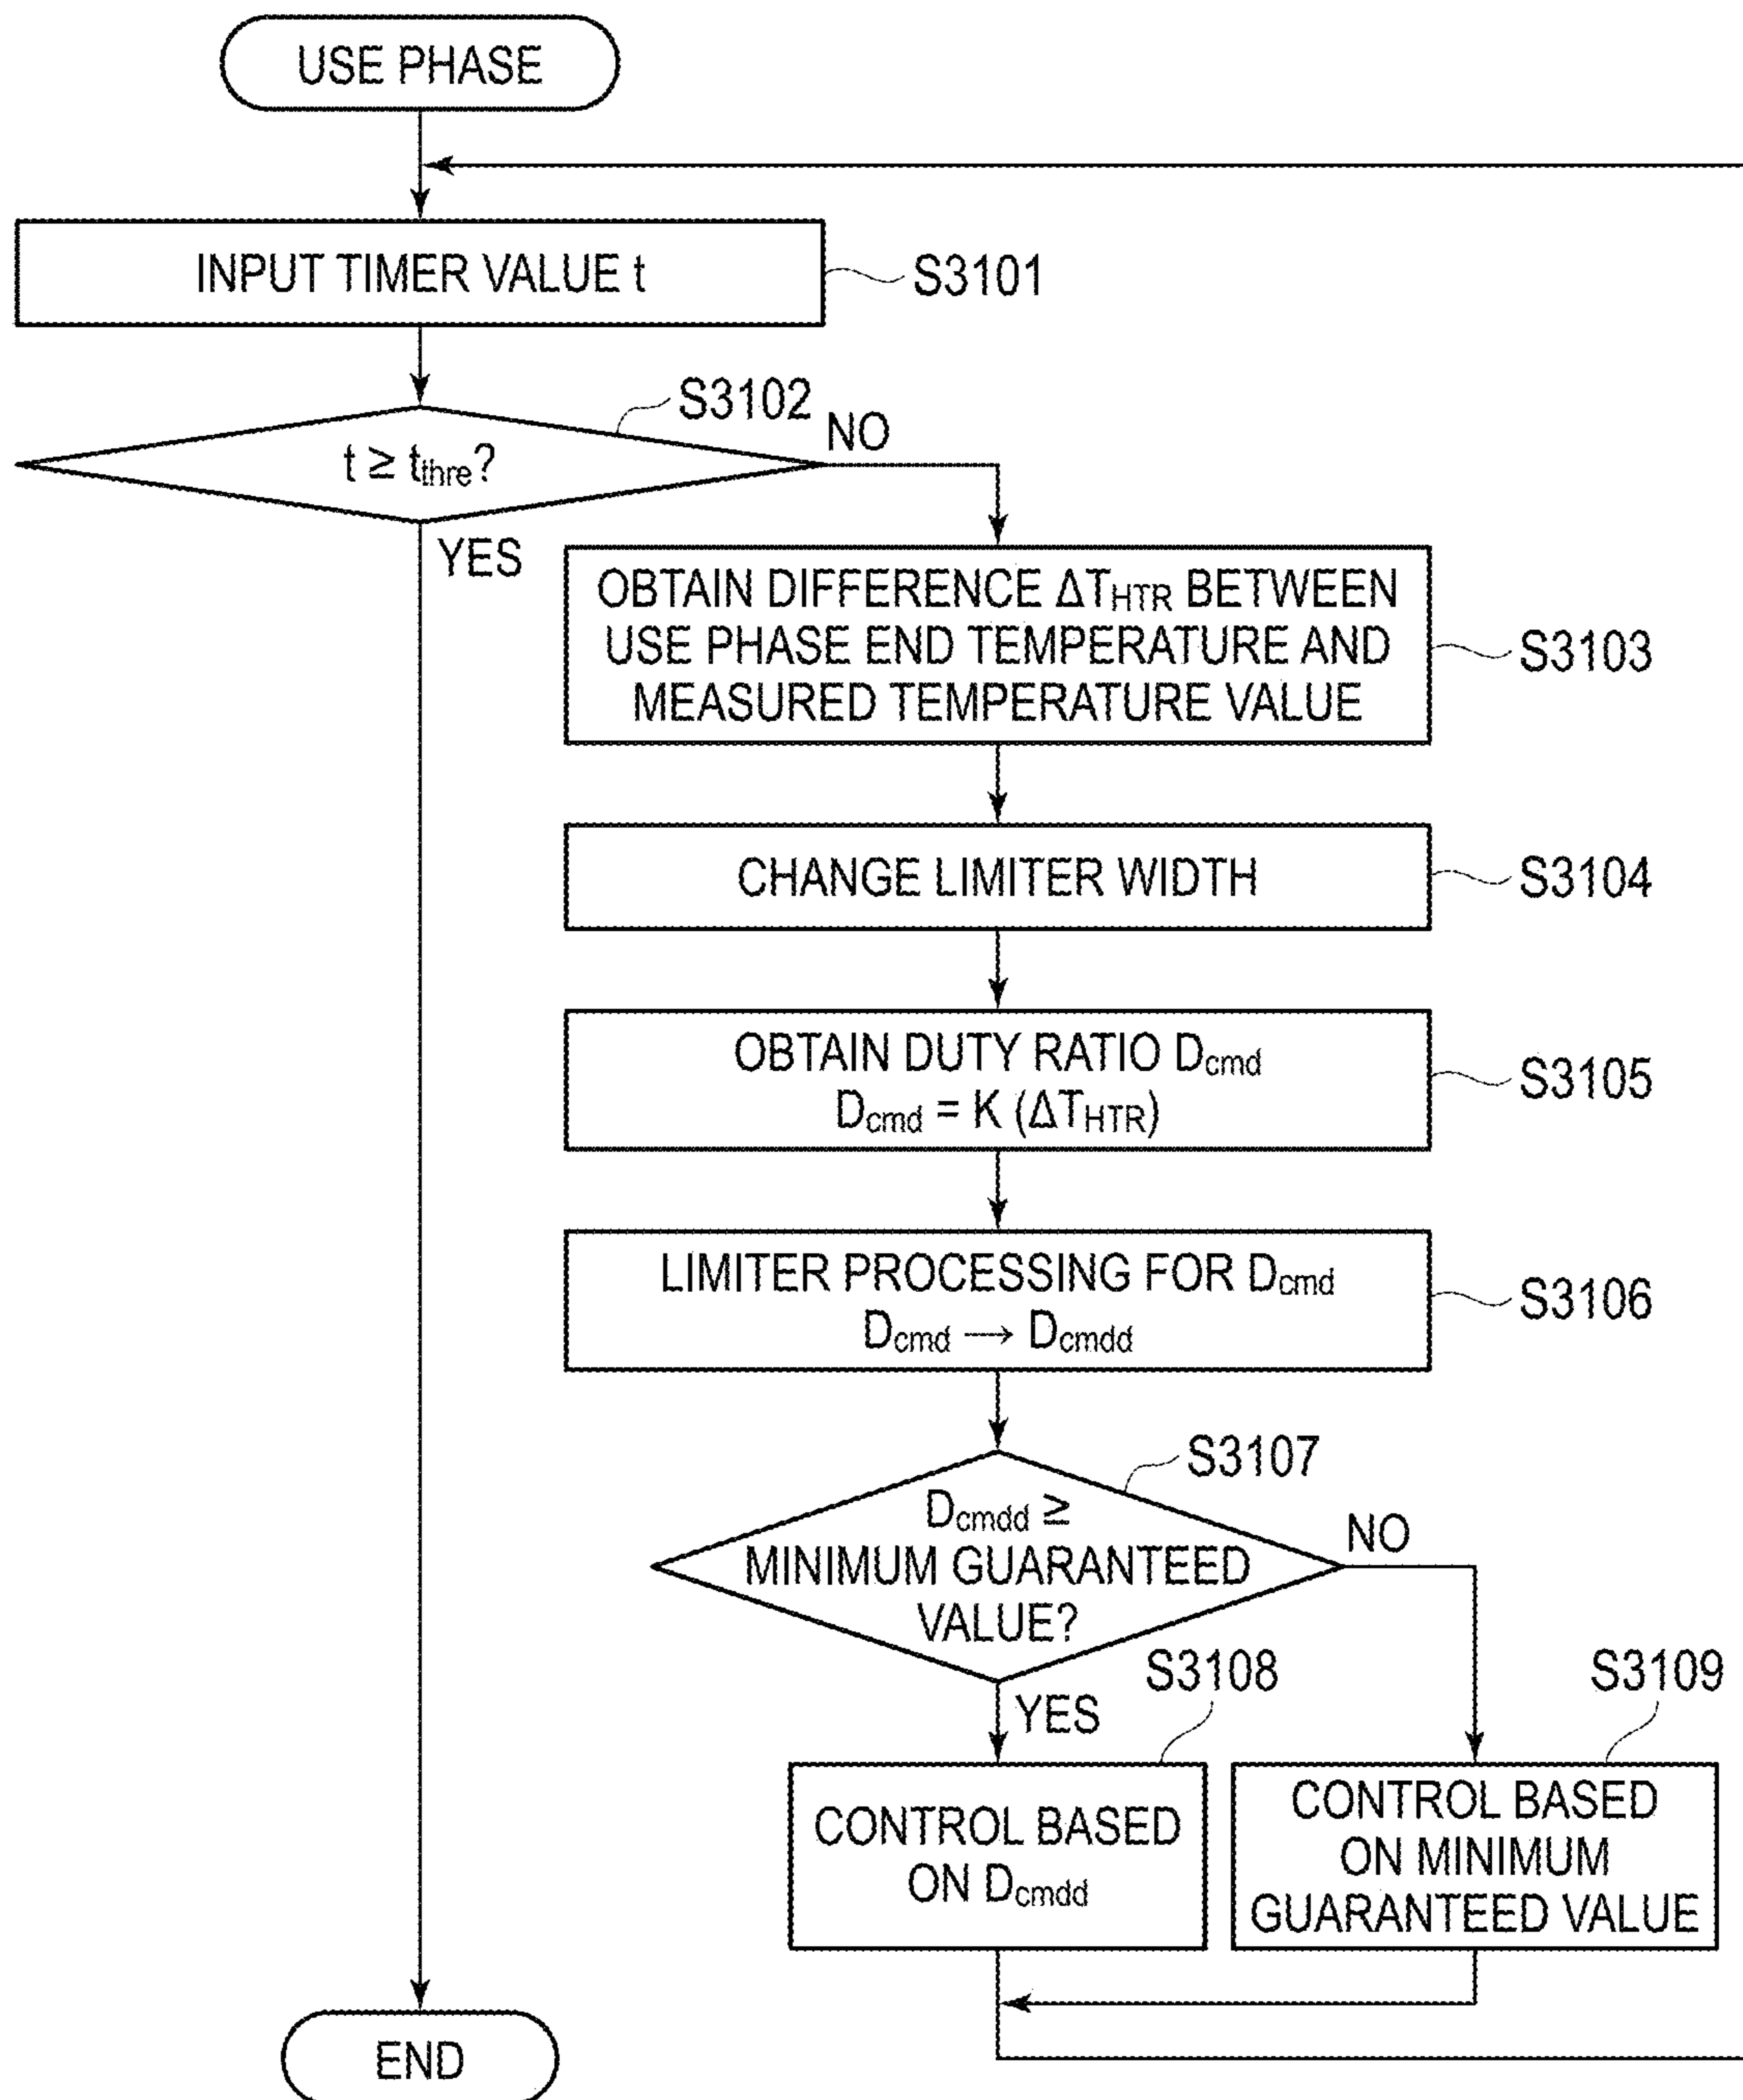 USE PHASE
INPUT TIMER VALUE t
S3101
S3102
t ≥ tthre?
NO
YES
OBTAIN DIFFERENCE ΔTHTR BETWEEN
USE PHASE END TEMPERATURE AND
MEASURED TEMPERATURE VALUE
S3103
CHANGE LIMITER WIDTH
S3104
OBTAIN DUTY RATIO Dcmd
Dcmd = K (ΔTHTR)
S3105
LIMITER PROCESSING FOR Dcmd
Dcmd → Dcmdd
S3106
S3107
Dcmdd ≥
MINIMUM GUARANTEED
VALUE?
NO
YES
S3108
S3109
CONTROL BASED
ON Dcmdd
CONTROL BASED
ON MINIMUM
GUARANTEED VALUE
END